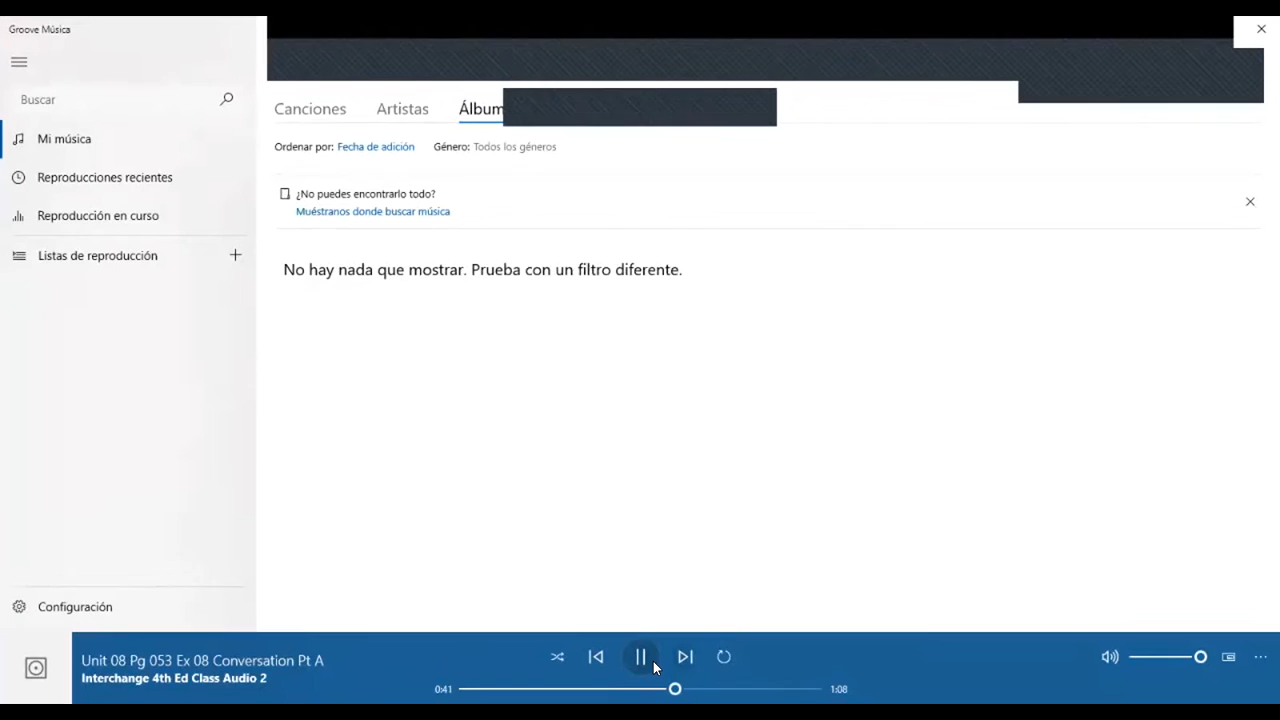 Groove Música
Buscar
Mi música
Reproducciones recientes
Reproducción en curso
Listas de reproducción
Configuración
Canciones Artistas Álbum
Ordenar por: Fecha de adición Género: Todos los géneros
¿No puedes encontrarlo todo?
Muéstranos donde buscar música
No hay nada que mostrar. Prueba con un filtro diferente.
Unit 08 Pg 053 Ex 08 Conversation Pt A
Interchange 4th Ed Class Audio 2
0:41 1:08